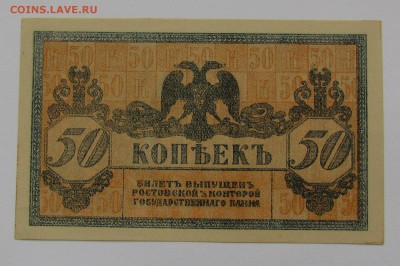 COINS.LAVE.RU
50 50
КОПѢЕКЪ
БИЛЕТЪ ВЫПУЩЕНЪ
РОСТОВСКОЙ КОНТОРОЙ
ГОСУДАРСТВЕННАГО БАНКА